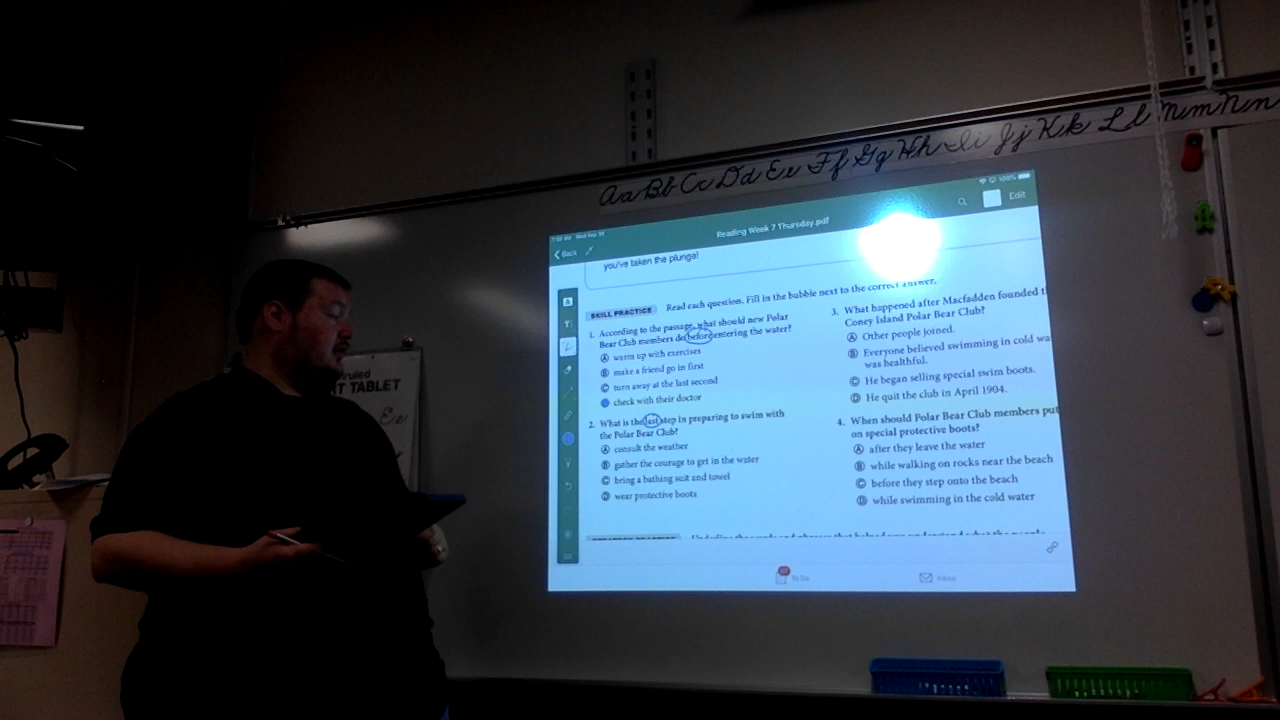 Aa Bb Cc Dd Ee Ff Gg Hh Ii Jj Kk Ll Mm Nn
100%
Reading Week 7 Thursday.pdf
Edit
Back
you've taken the plunge!
SKILL PRACTICE Read each question. Fill in the bubble next to the correct answer.
1. According to the passage, what should new Polar
Bear Club members do before entering the water?
A warm up with exercises
B make a friend go in first
C turn away at the last second
check with their doctor
2. What is the last step in preparing to swim with
the Polar Bear Club?
A consult the weather
B gather the courage to get in the water
C bring a bathing suit and towel
D wear protective boots
3. What happened after Macfadden founded t
Coney Island Polar Bear Club?
A Other people joined.
B Everyone believed swimming in cold wa
was healthful.
C He began selling special swim boots.
D He quit the club in April 1904.
4. When should Polar Bear Club members put
on special protective boots?
A after they leave the water
B while walking on rocks near the beach
C before they step onto the beach
D while swimming in the cold water
To Do
Inbox
ruled
T TABLET
Ee